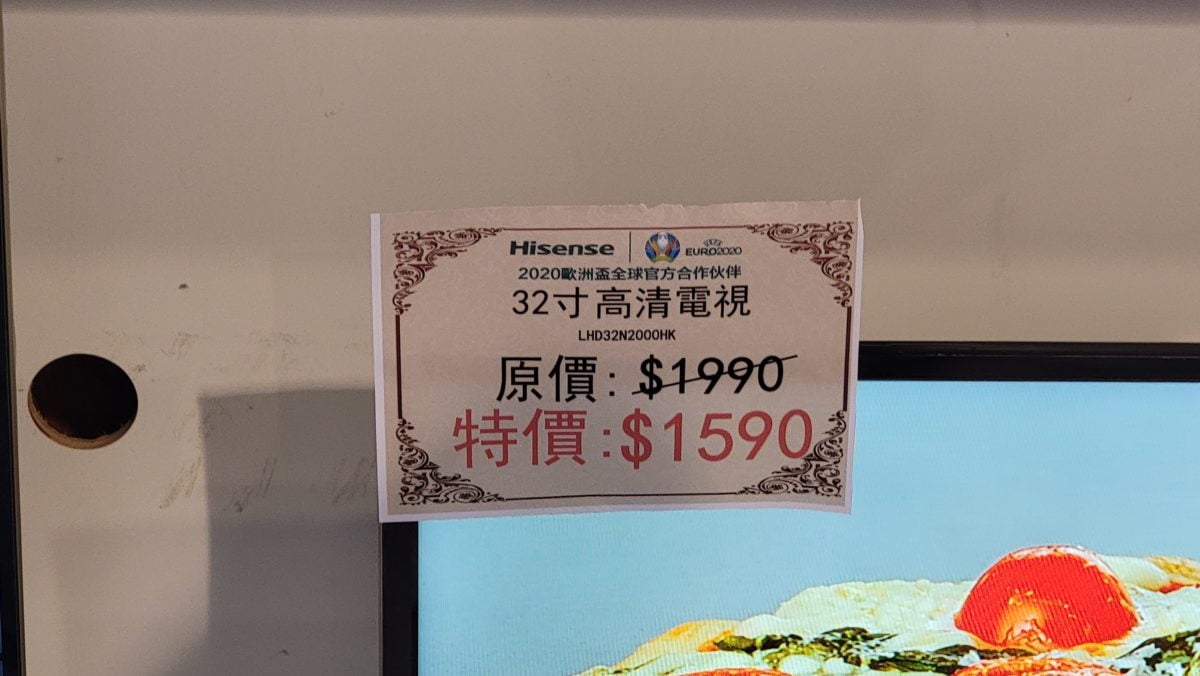 Hisense UEFA EURO2020
2020歐洲盃全球官方合作伙伴
32寸高清電視
LHD32N2000HK
原價: $1990
特價:$1590